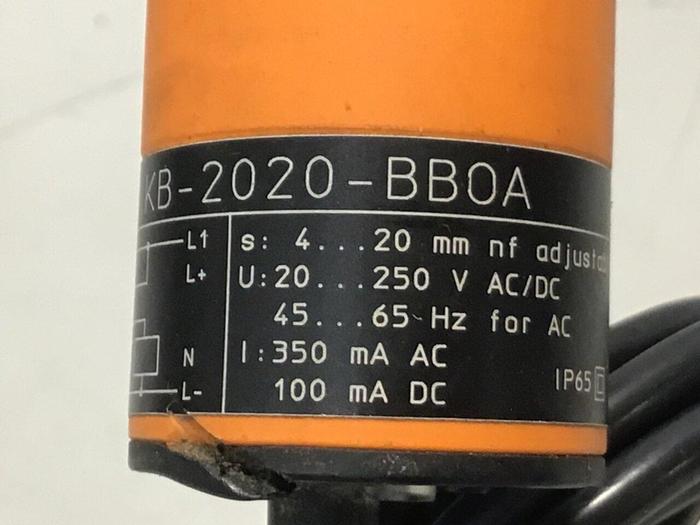 KB-2020-BBOA
L1
L+
N
L-
s: 4...20 mm nf adjusta
U:20...250 V AC/DC
45...65 Hz for AC
I:350 mA AC
100 mA DC
IP65